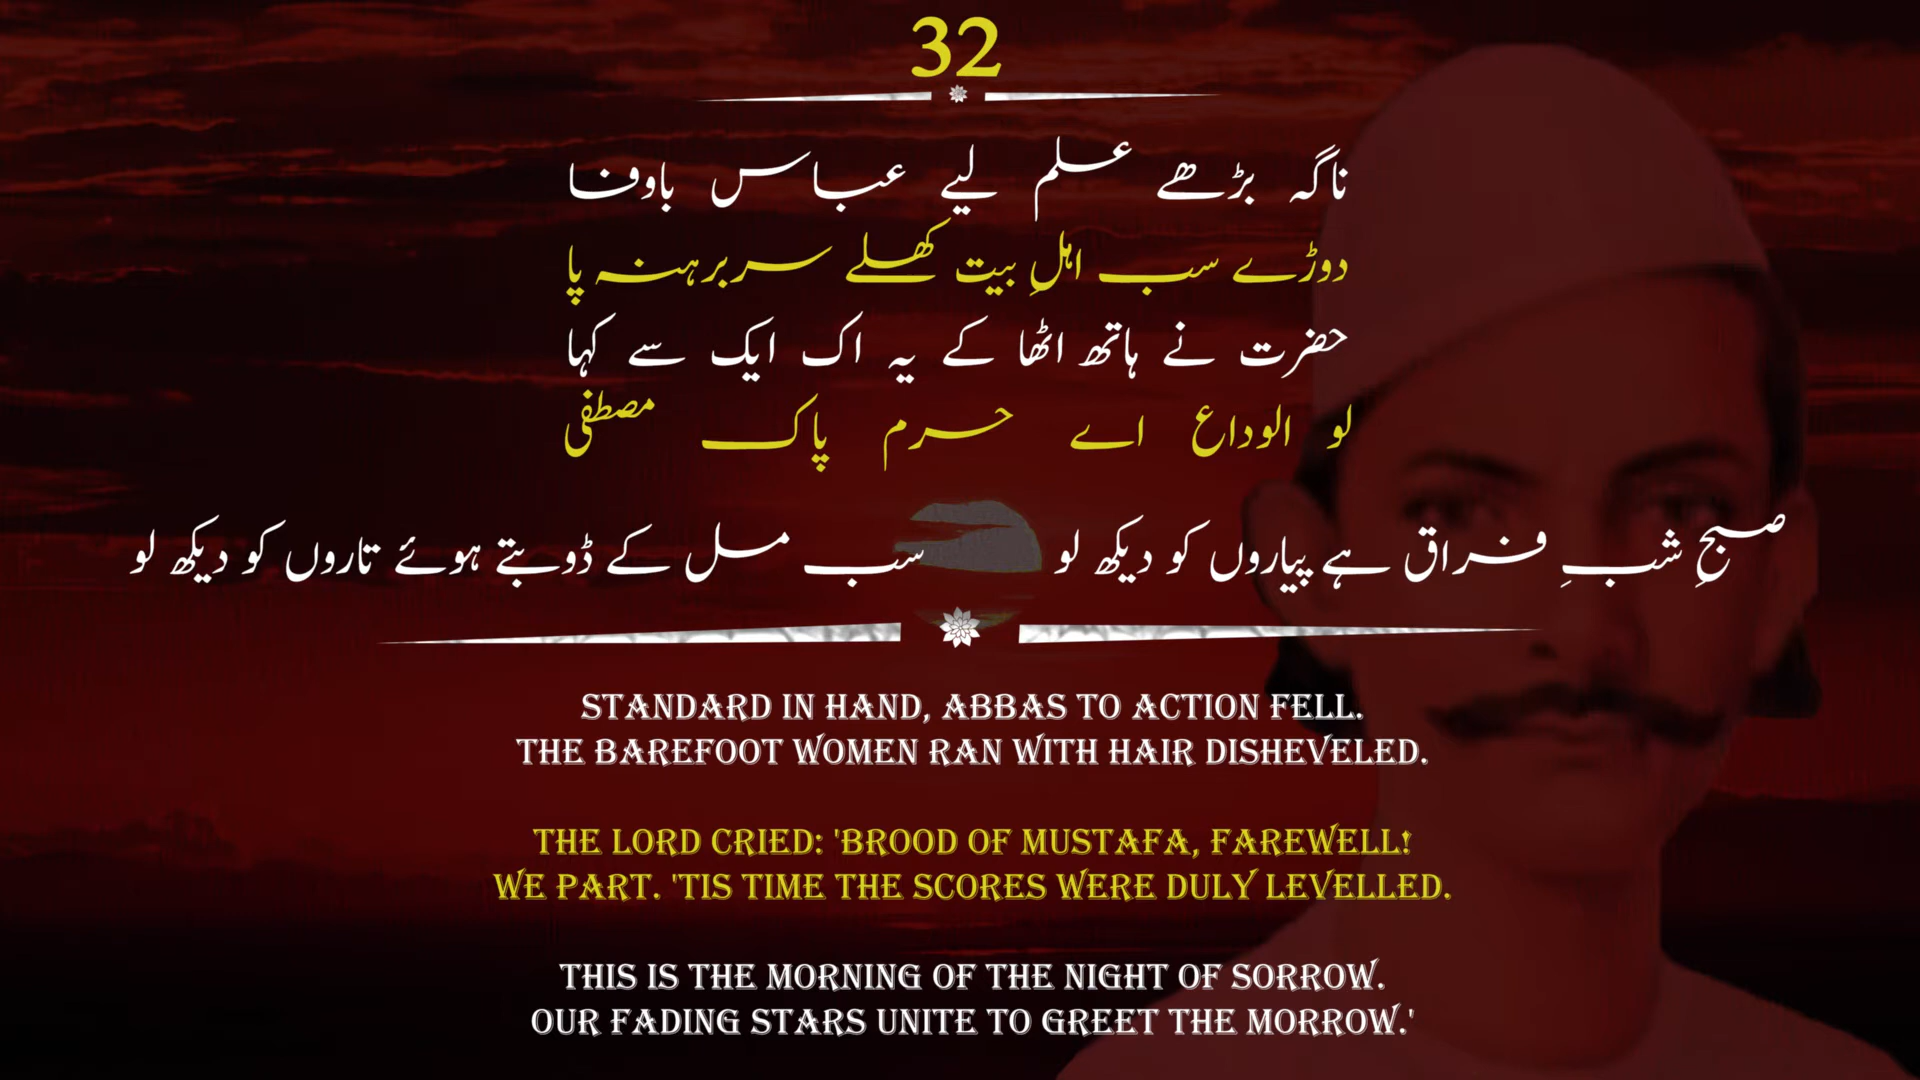 32
ناگہ بڑھے علم لیے عباس باوفا
دوڑے سب اہلِ بیت کھلے سر برہنہ پا
حضرت نے ہاتھ اٹھا کے یہ اک ایک سے کہا
لو الوداع اے حرم پاک مصطفٰی
صبحِ شبِ فراق ہے پیاروں کو دیکھ لو سب مل کے ڈوبتے ہوئے تاروں کو دیکھ لو
STANDARD IN HAND, ABBAS TO ACTION FELL.
THE BAREFOOT WOMEN RAN WITH HAIR DISHEVELED.
THE LORD CRIED: 'BROOD OF MUSTAFA, FAREWELL!
WE PART. 'TIS TIME THE SCORES WERE DULY LEVELLED.
THIS IS THE MORNING OF THE NIGHT OF SORROW.
OUR FADING STARS UNITE TO GREET THE MORROW.'